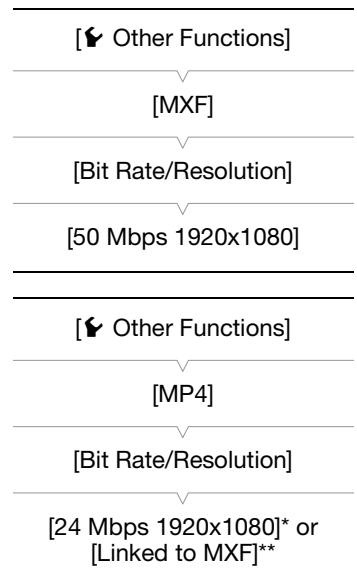 [ Other Functions]
[MXF]
[Bit Rate/Resolution]
[50 Mbps 1920x1080]
[ Other Functions]
[MP4]
[Bit Rate/Resolution]
[24 Mbps 1920x1080]* or
[Linked to MXF]**